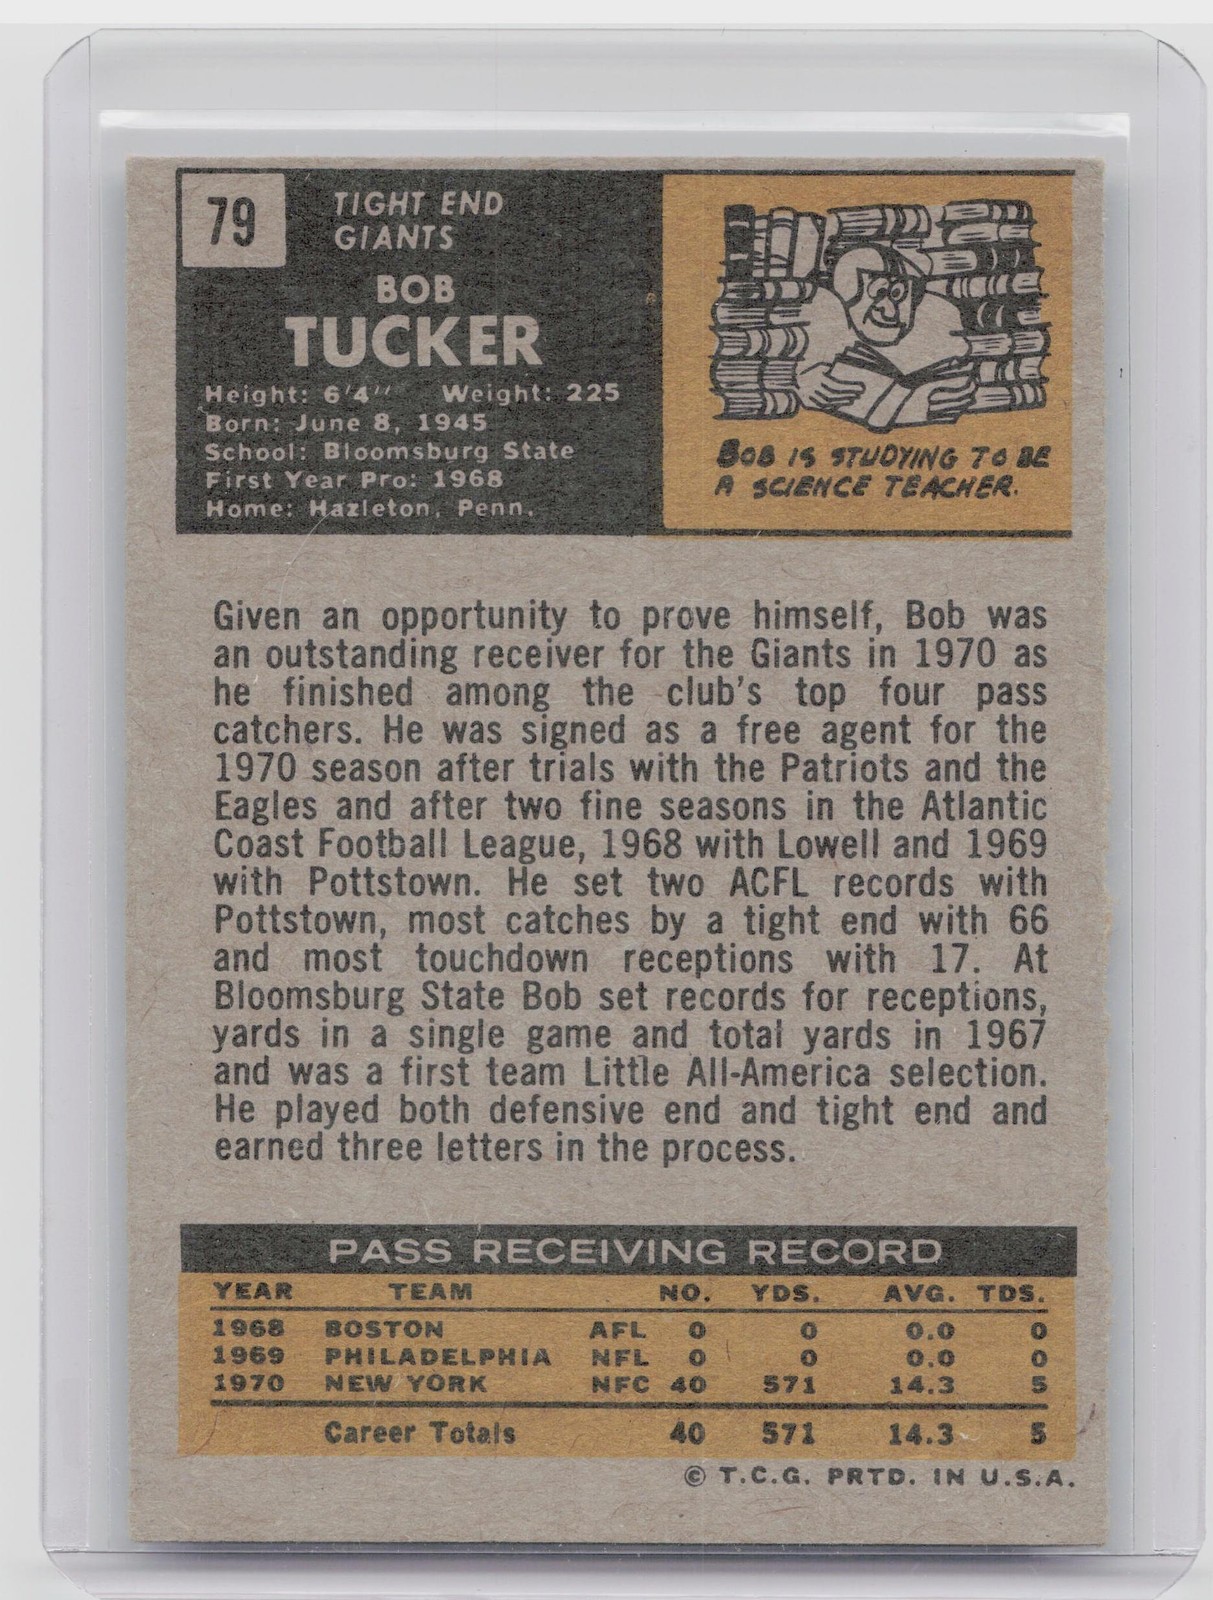 79
TIGHT END
GIANTS
BOB
TUCKER
Height: 6'4" Weight: 225
Born: June 8, 1945
School: Bloomsburg State
First Year Pro: 1968
Home: Hazleton, Penn.
BOB IS STUDYING TO BE
A SCIENCE TEACHER.
Given an opportunity to prove himself, Bob was
an outstanding receiver for the Giants in 1970 as
he finished among the club's top four pass
catchers. He was signed as a free agent for the
1970 season after trials with the Patriots and the
Eagles and after two fine seasons in the Atlantic
Coast Football League, 1968 with Lowell and 1969
with Pottstown. He set two ACFL records with
Pottstown, most catches by a tight end with 66
and most touchdown receptions with 17. At
Bloomsburg State Bob set records for receptions,
yards in a single game and total yards in 1967
and was a first team Little All-America selection.
He played both defensive end and tight end and
earned three letters in the process.
PASS RECEIVING RECORD
YEAR TEAM NO. YDS. AVG. TDS.
1968 BOSTON AFL 0 0 0.0 0
1969 PHILADELPHIA NFL 0 0 0.0 0
1970 NEW YORK NFC 40 571 14.3 5
Career Totals 40 571 14.3 5
© T.C.G. PRTD. IN U.S.A.